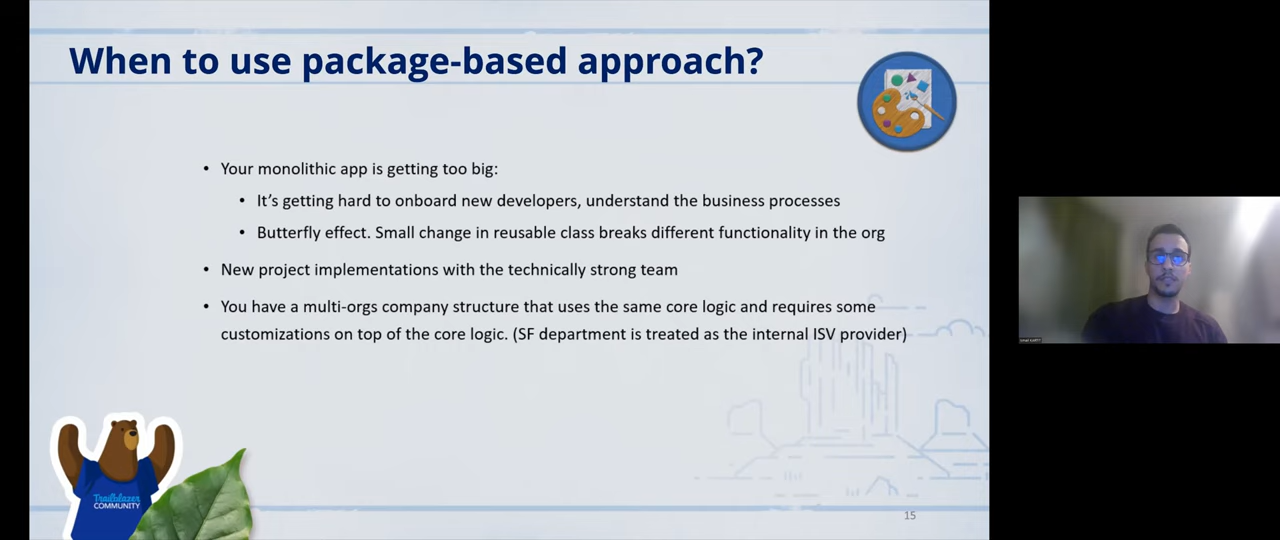 When to use package-based approach?
• Your monolithic app is getting too big:
• It’s getting hard to onboard new developers, understand the business processes
• Butterfly effect. Small change in reusable class breaks different functionality in the org
• New project implementations with the technically strong team
• You have a multi-orgs company structure that uses the same core logic and requires some
customizations on top of the core logic. (SF department is treated as the internal ISV provider)
Trailblazer
COMMUNITY
15